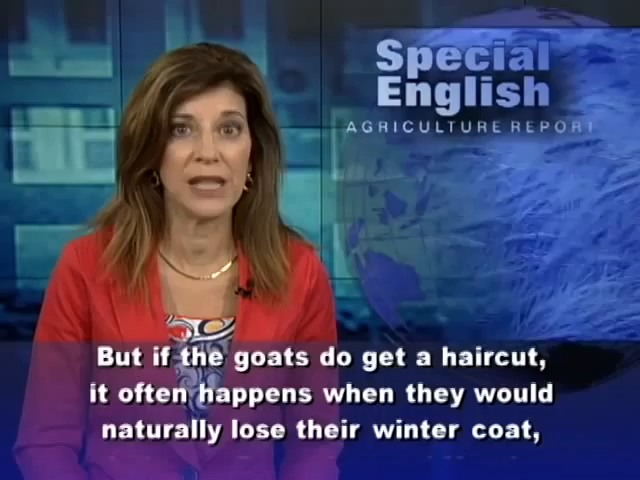 Special
English
AGRICULTURE REPORT
But if the goats do get a haircut,
it often happens when they would
naturally lose their winter coat,